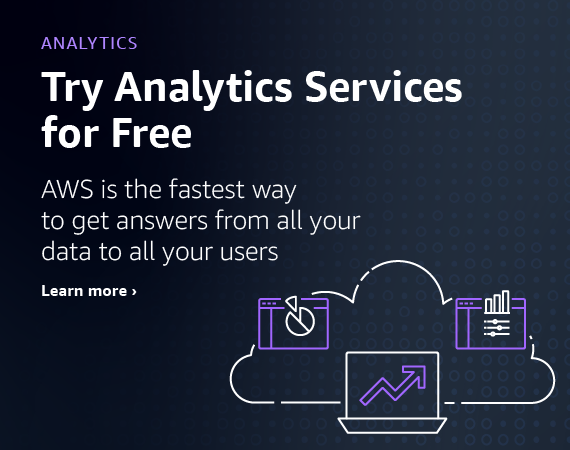 ANALYTICS
Try Analytics Services
for Free
AWS is the fastest way
to get answers from all your
data to all your users
Learn more ›